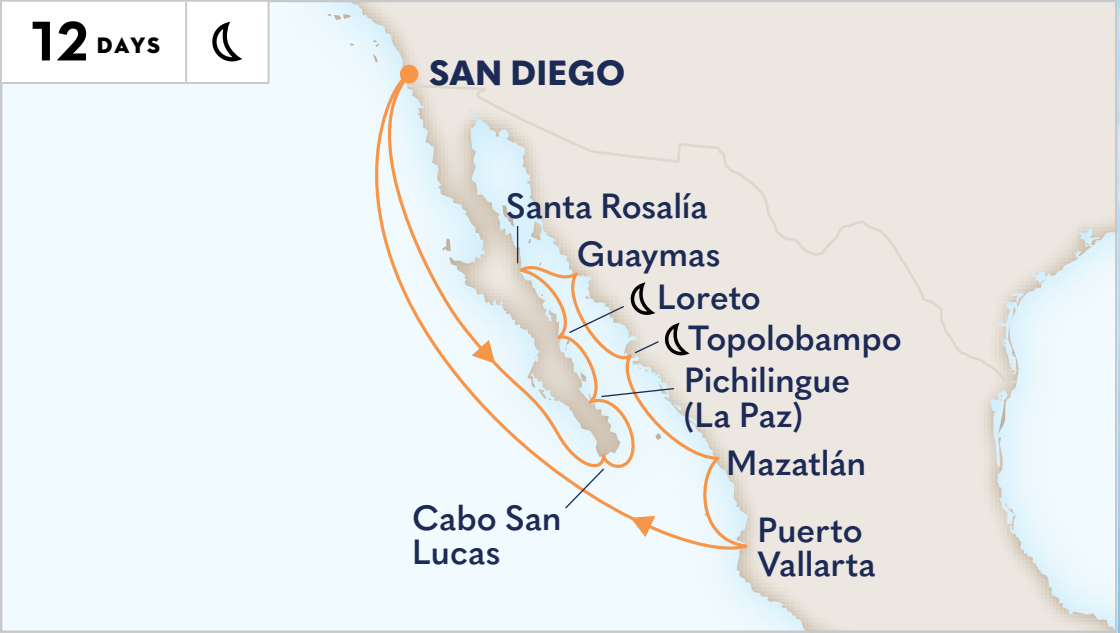 12 DAYS
SAN DIEGO
Santa Rosalía
Guaymas
Loreto
Topolobampo
Pichilingue
(La Paz)
Mazatlán
Cabo San
Lucas
Puerto
Vallarta